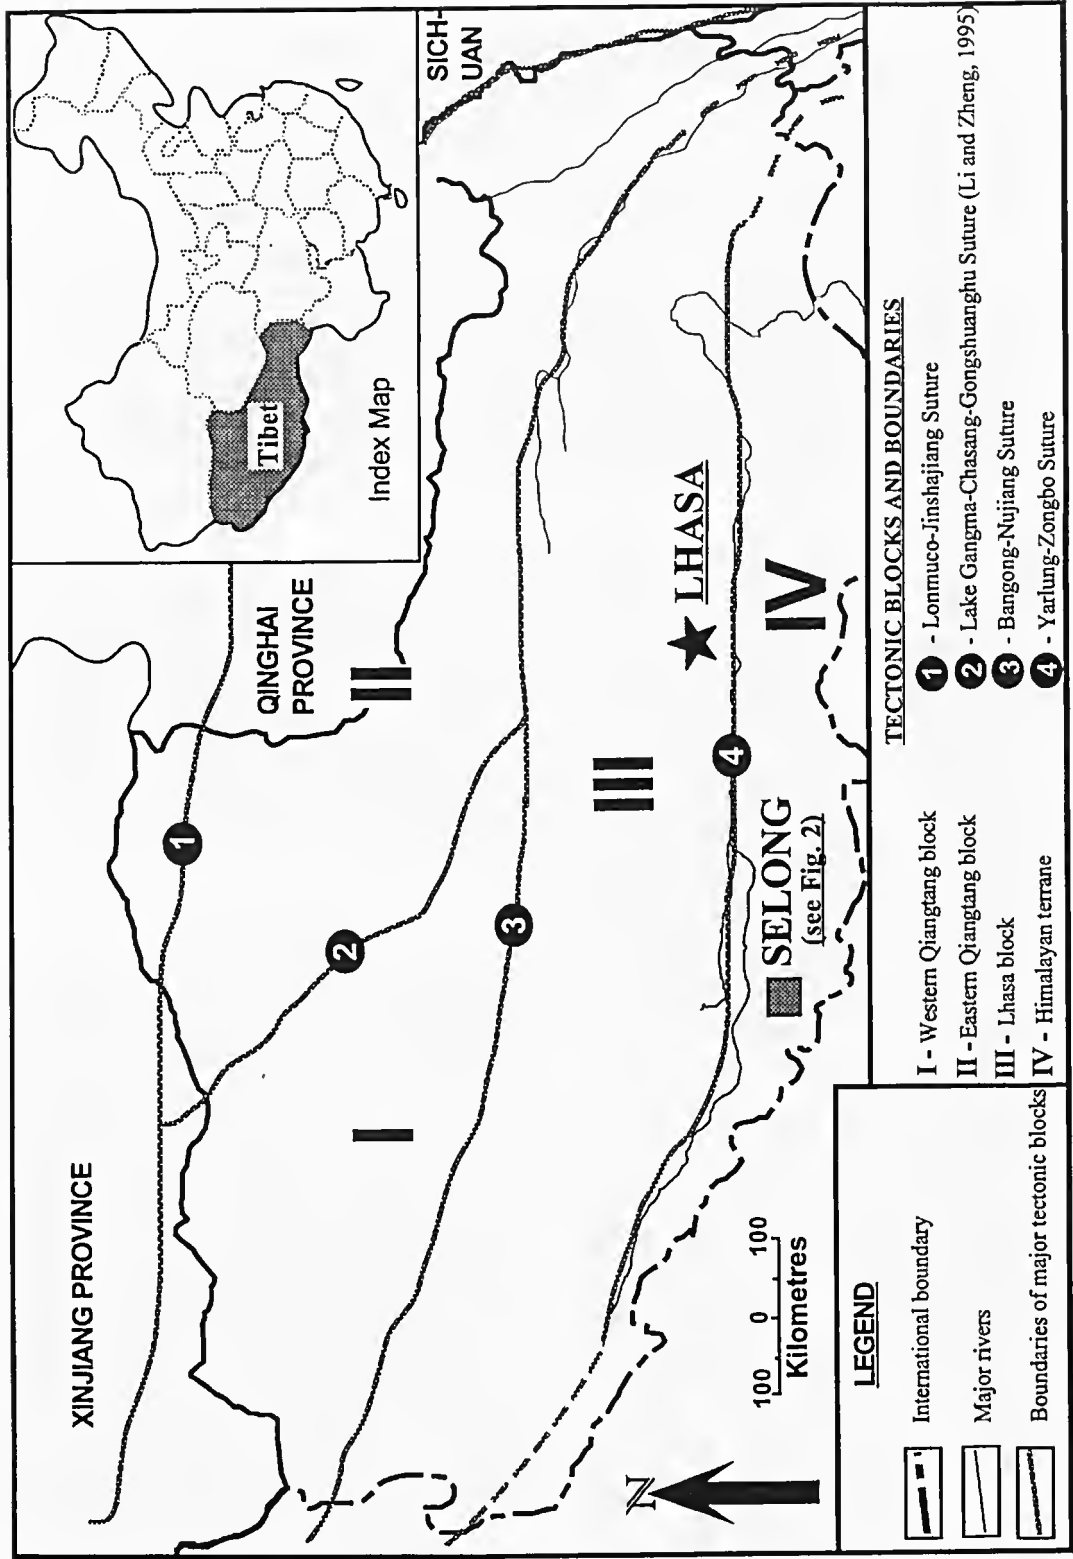 XINJIANG PROVINCE
QINGHAI
PROVINCE
SICH-
UAN
Tibet
Index Map
1
2
3
4
I
II
III
IV
LHASA
SELONG
(see Fig. 2)
N
100 0 100
Kilometres
LEGEND
International boundary
Major rivers
Boundaries of major tectonic blocks
TECTONIC BLOCKS AND BOUNDARIES
I - Western Qiangtang block
II - Eastern Qiangtang block
III - Lhasa block
IV - Himalayan terrane
1 - Lonmuco-Jinshajiang Suture
2 - Lake Gangma-Chasang-Gongshuanghu Suture (Li and Zheng, 1995)
3 - Bangong-Nujiang Suture
4 - Yarlung-Zongbo Suture